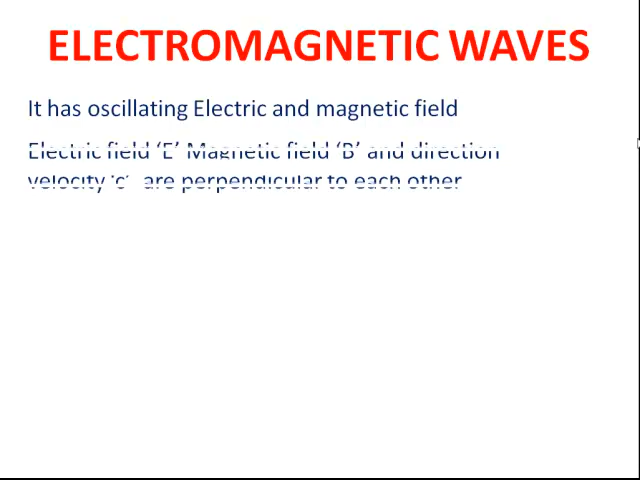 ELECTROMAGNETIC WAVES
It has oscillating Electric and magnetic field
Electric field ‘E’ Magnetic field ‘B’ and direction
velocity ‘c’ are perpendicular to each other